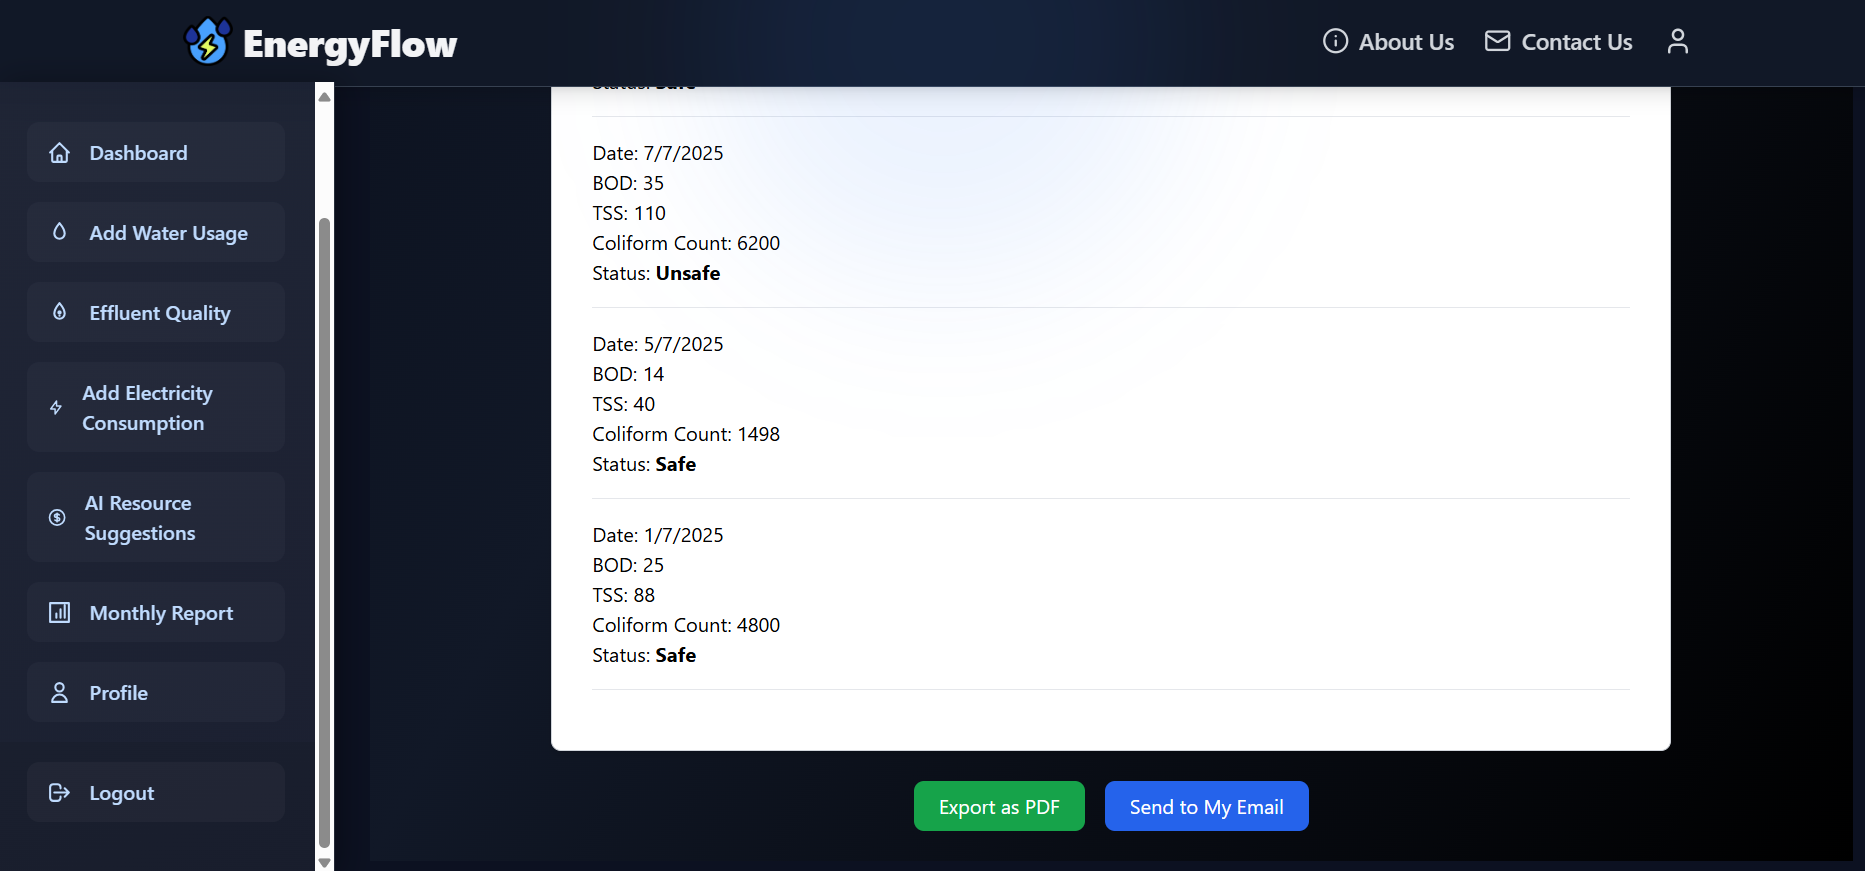 EnergyFlow
About Us
Contact Us
Dashboard
Add Water Usage
Effluent Quality
Add Electricity
Consumption
AI Resource
Suggestions
Monthly Report
Profile
Logout
Status: Safe
Date: 7/7/2025
BOD: 35
TSS: 110
Coliform Count: 6200
Status: Unsafe
Date: 5/7/2025
BOD: 14
TSS: 40
Coliform Count: 1498
Status: Safe
Date: 1/7/2025
BOD: 25
TSS: 88
Coliform Count: 4800
Status: Safe
Export as PDF
Send to My Email